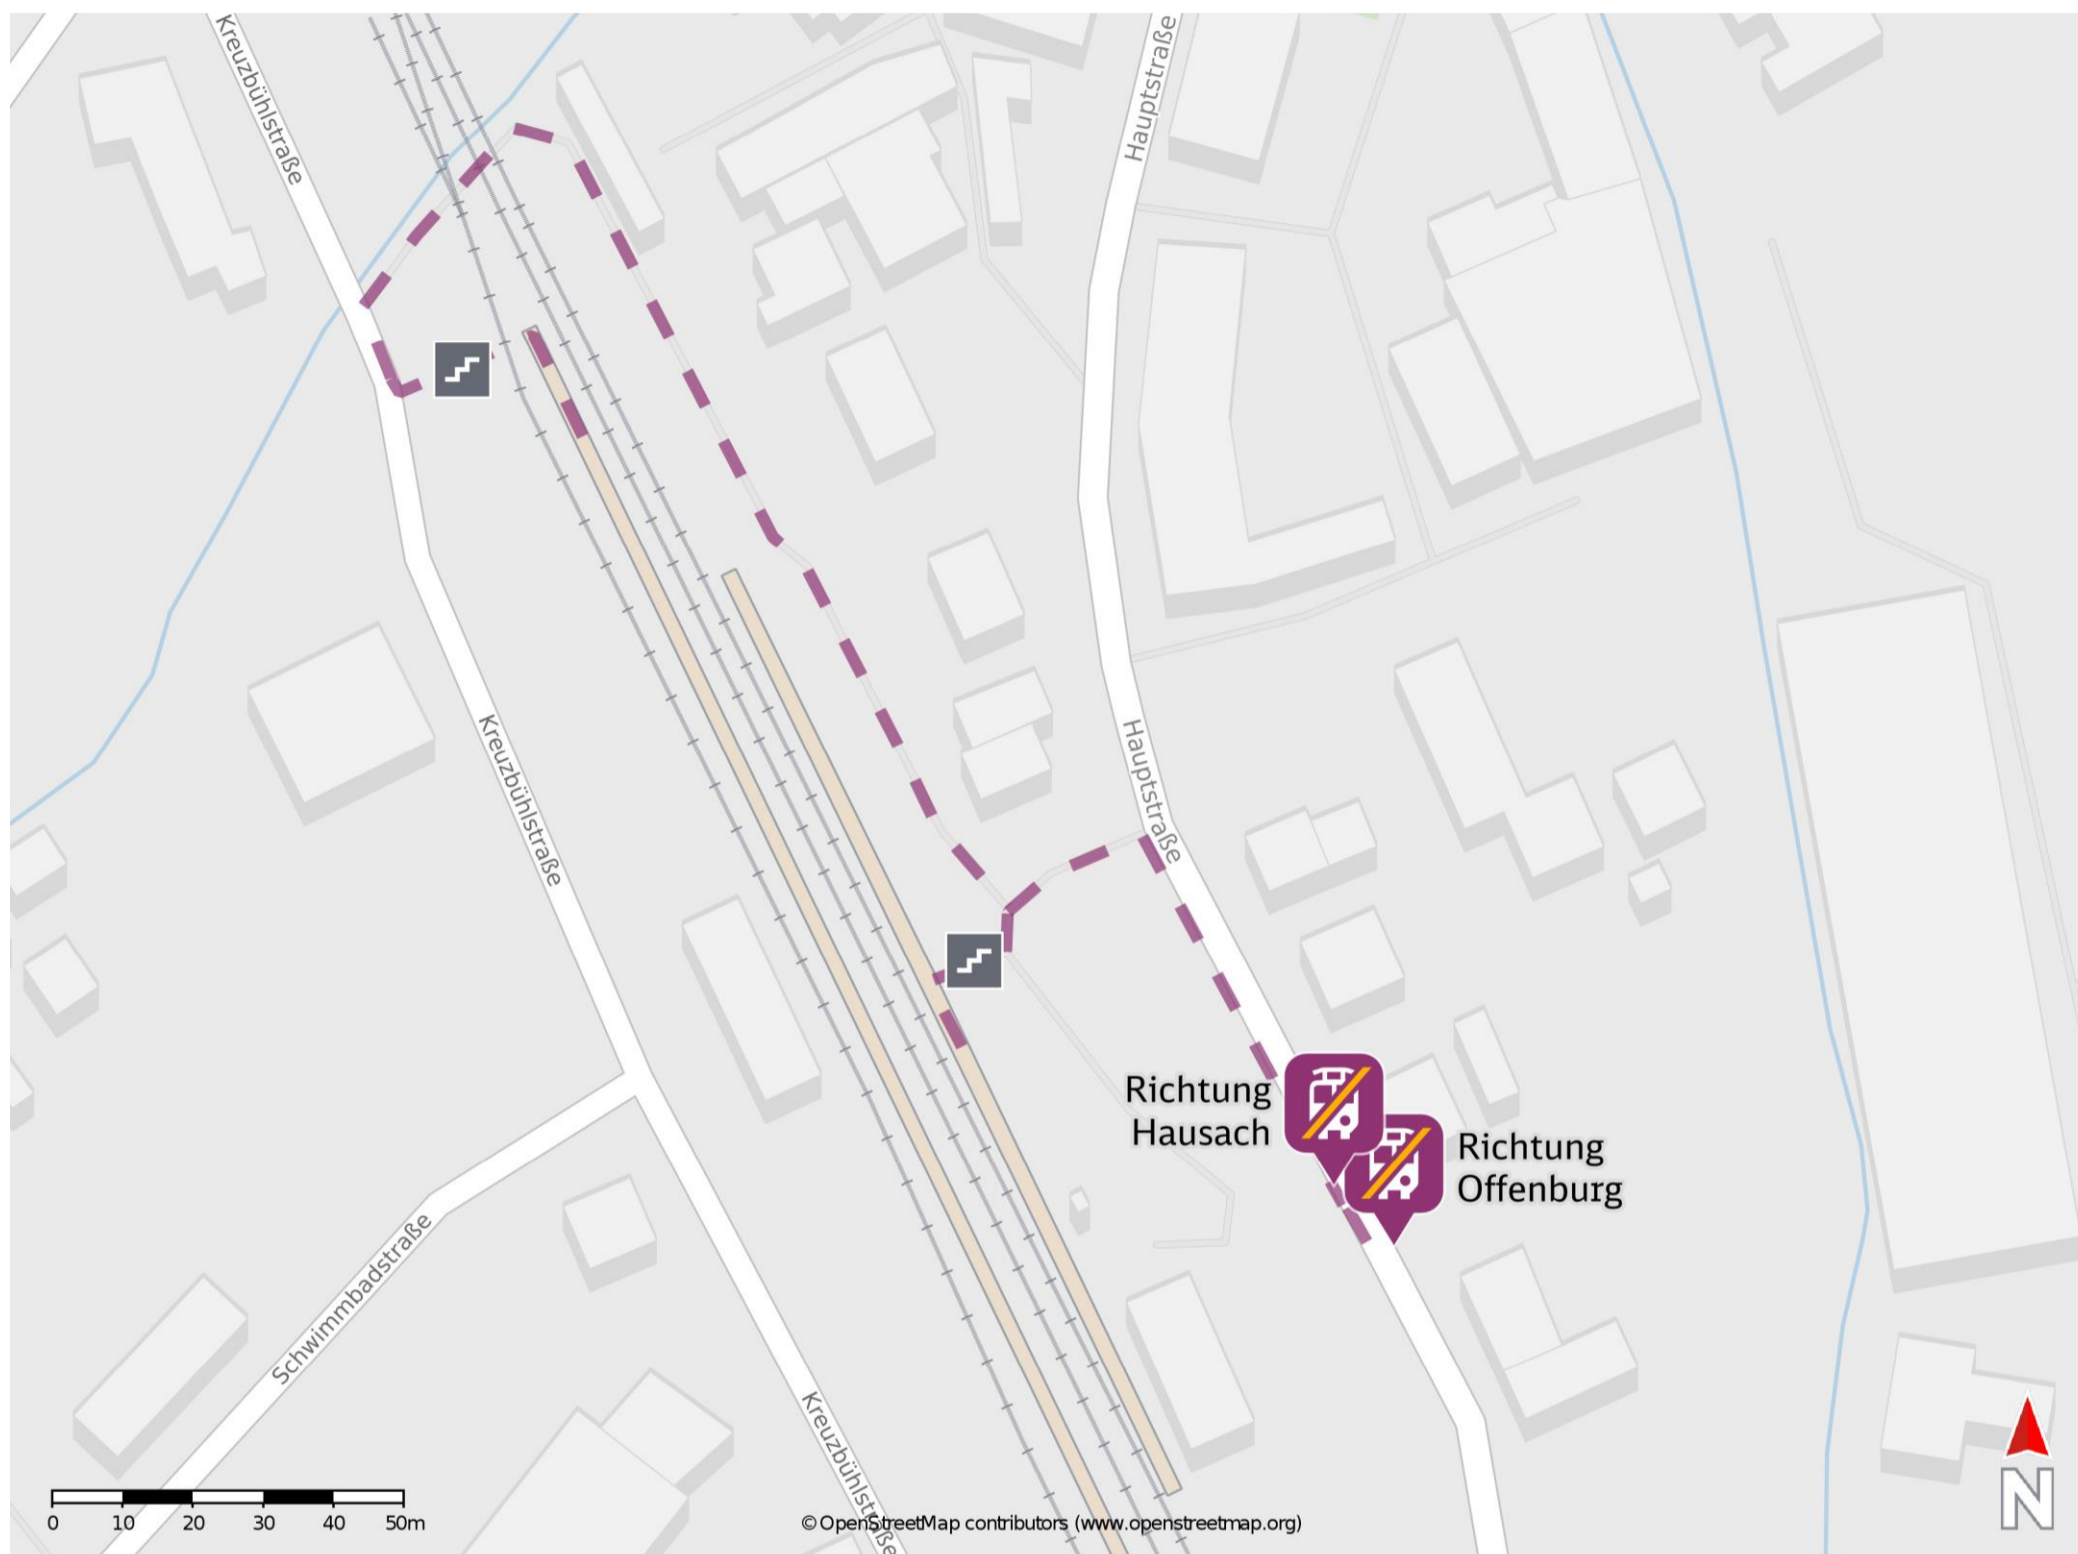 Kreuzbühlstraße
Hauptstraße
Hauptstraße
Kreuzbühlstraße
Richtung
Hausach
Richtung
Offenburg
Schwimmbadstraße
Kreuzbühlstraße
0 10 20 30 40 50m
© OpenStreetMap contributors (www.openstreetmap.org)
N